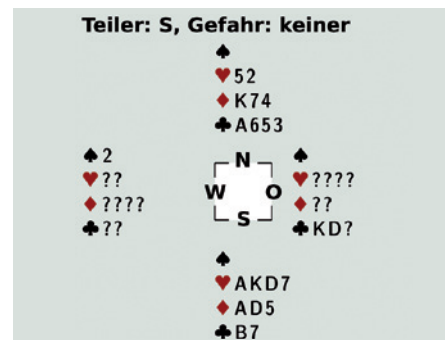 Teiler: S, Gefahr: keiner
♠
♥ 52
♦ K74
♣ A653
♠ 2
♥ ??
♦ ????
♣ ??
N
W O
S
♠
♥ ????
♦ ??
♣ KD?
♠
♥ AKD7
♦ AD5
♣ B7